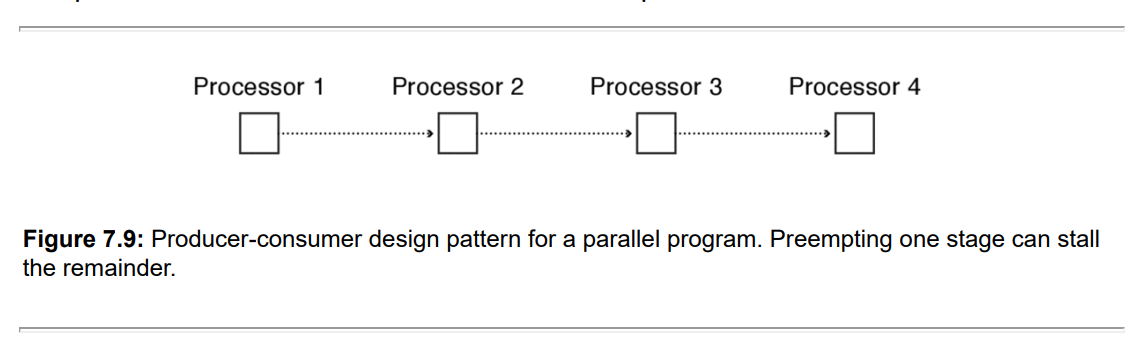 Processor 1 Processor 2 Processor 3 Processor 4
Figure 7.9: Producer-consumer design pattern for a parallel program. Preempting one stage can stall
the remainder.